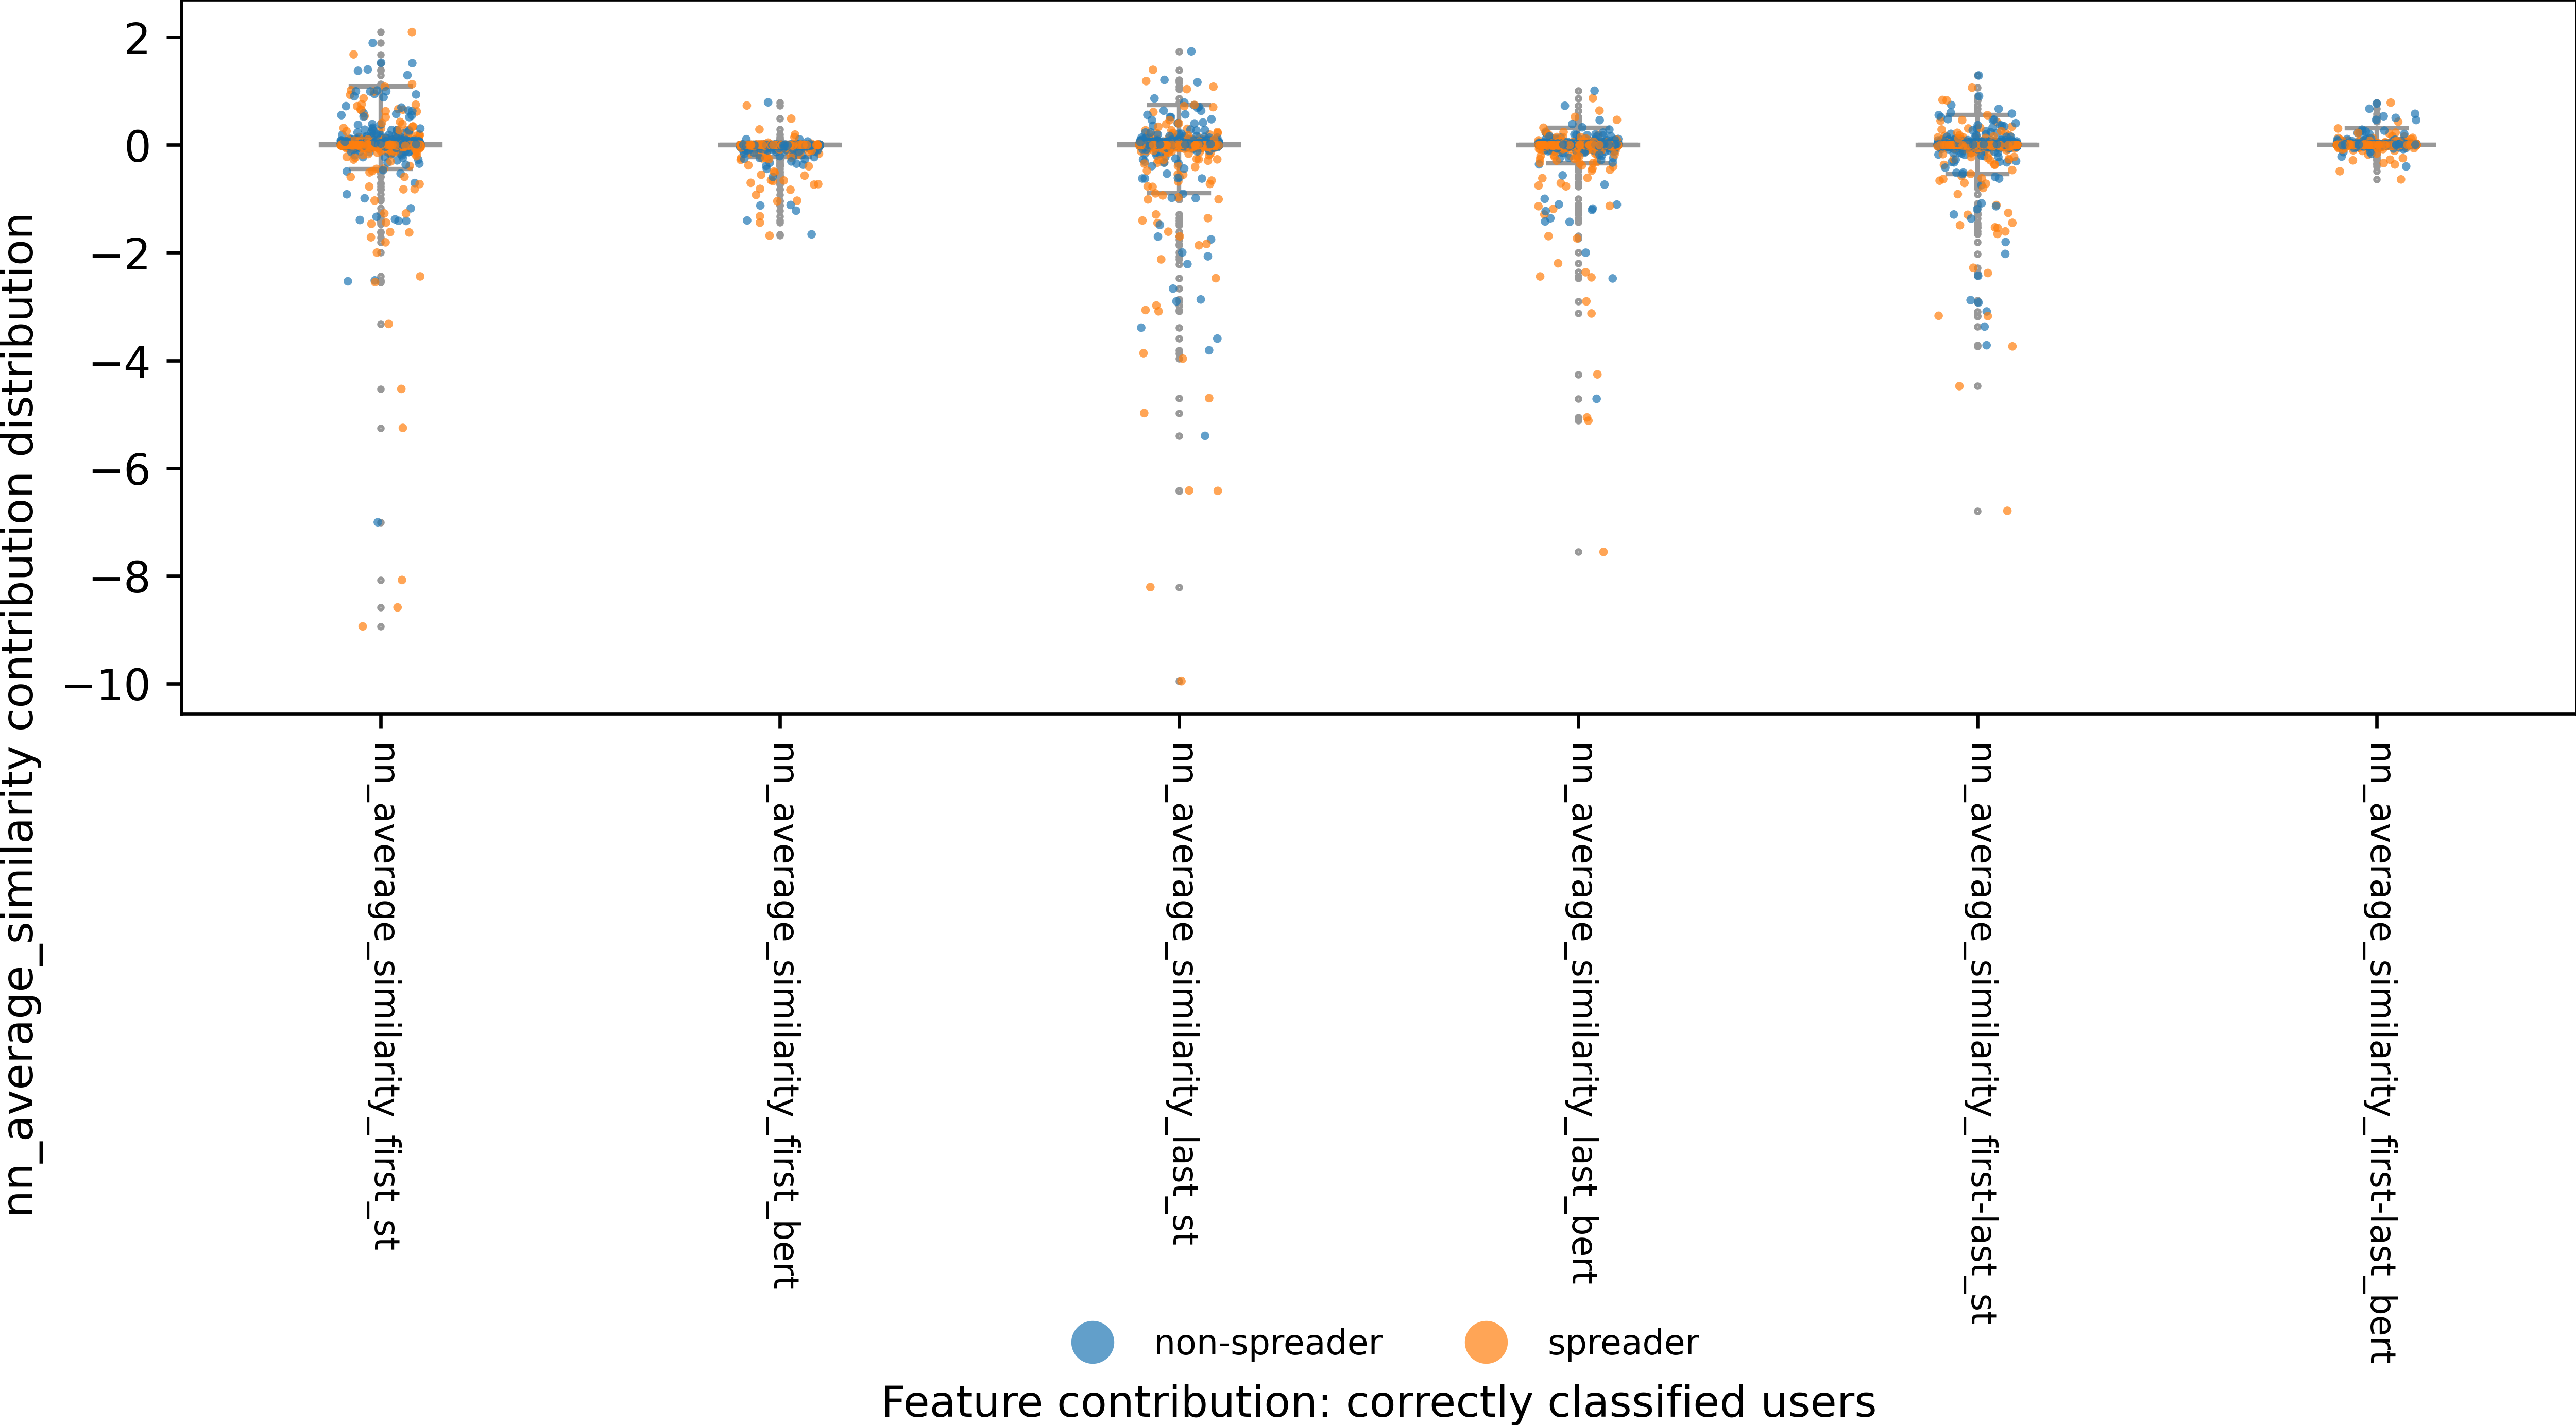 nn_average_similarity contribution distribution
2
0
−2
−4
−6
−8
−10
nn_average_similarity_first_st
nn_average_similarity_first_bert
nn_average_similarity_last_st
nn_average_similarity_last_bert
nn_average_similarity_first-last_st
nn_average_similarity_first-last_bert
non-spreader
spreader
Feature contribution: correctly classified users